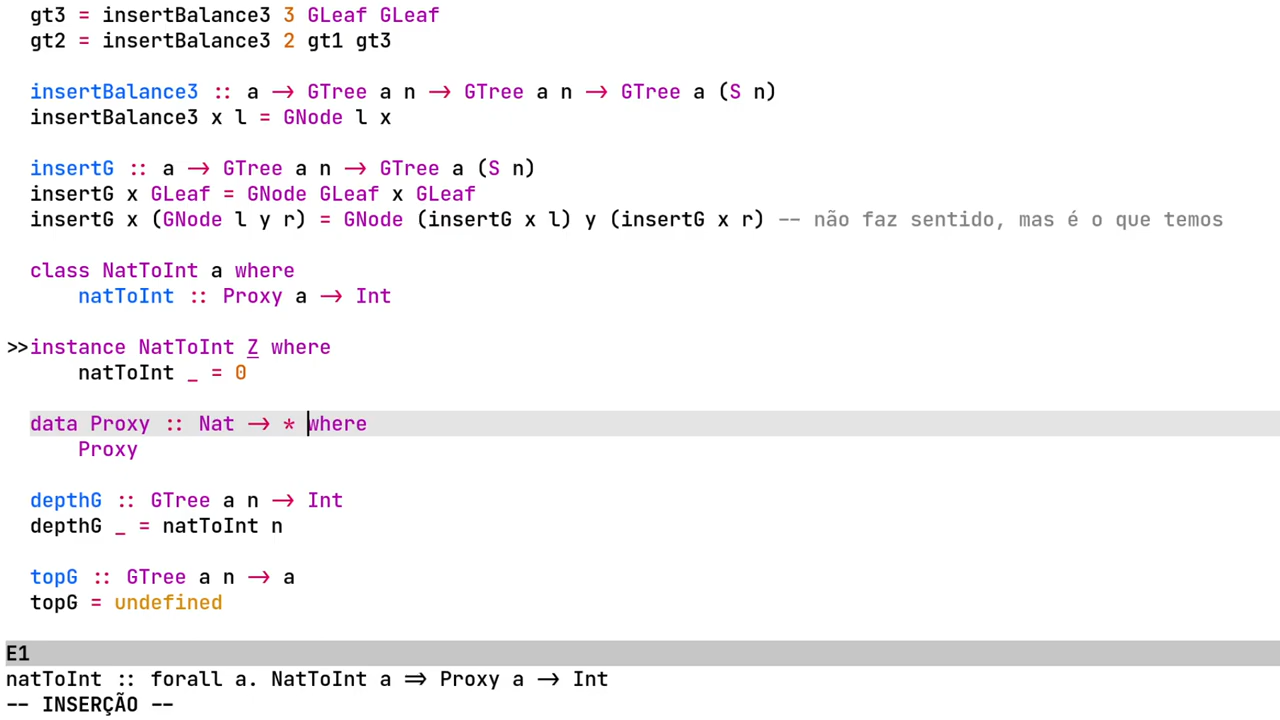 gt3 = insertBalance3 3 GLeaf GLeaf
gt2 = insertBalance3 2 gt1 gt3
insertBalance3 :: a -> GTree a n -> GTree a n -> GTree a (S n)
insertBalance3 x l = GNode l x
insertG :: a -> GTree a n -> GTree a (S n)
insertG x GLeaf = GNode GLeaf x GLeaf
insertG x (GNode l y r) = GNode (insertG x l) y (insertG x r) -- não faz sentido, mas é o que temos
class NatToInt a where
    natToInt :: Proxy a -> Int
>>instance NatToInt Z where
    natToInt _ = 0
data Proxy :: Nat -> * where
    Proxy
depthG :: GTree a n -> Int
depthG _ = natToInt n
topG :: GTree a n -> a
topG = undefined
E1
natToInt :: forall a. NatToInt a => Proxy a -> Int
-- INSERÇÃO --